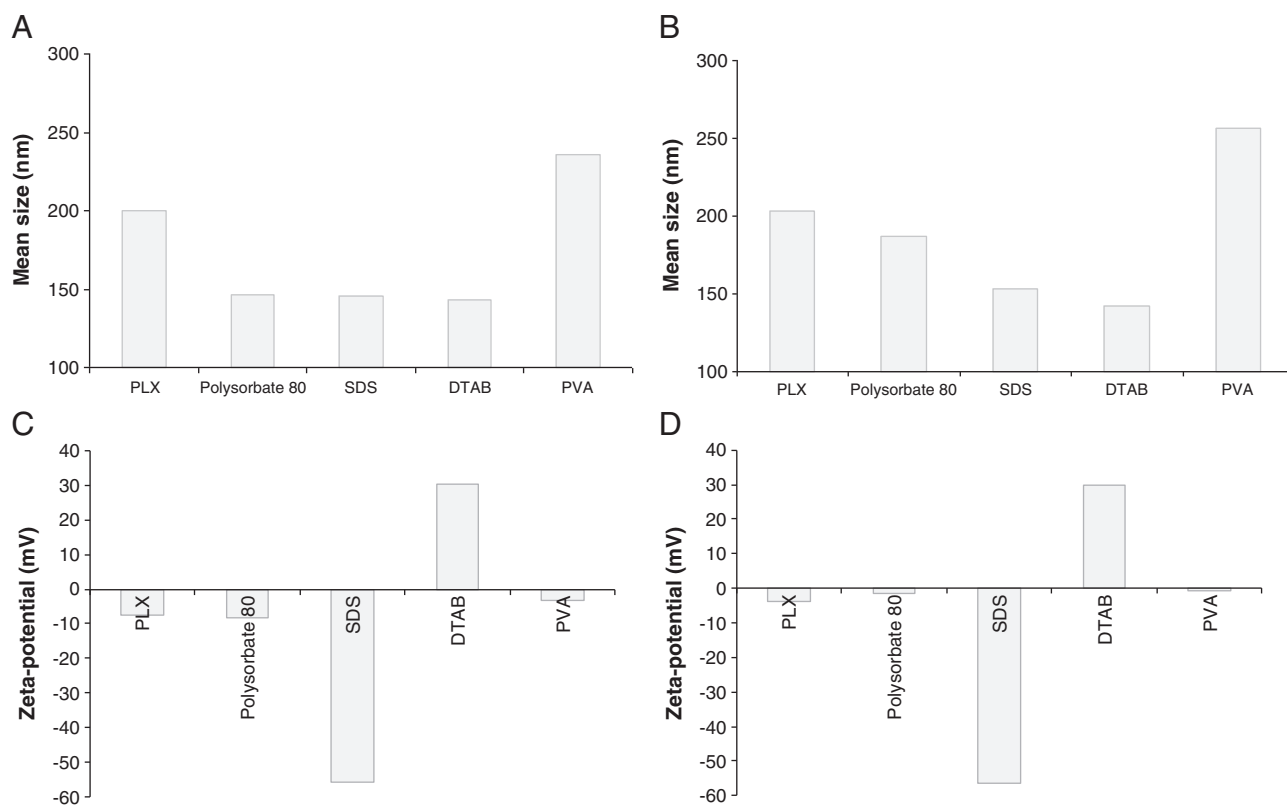 A
300
250
200
150
100
Mean size (nm)
PLX
Polysorbate 80
SDS
DTAB
PVA
B
300
250
200
150
100
Mean size (nm)
PLX
Polysorbate 80
SDS
DTAB
PVA
C
40
30
20
10
0
-10
-20
-30
-40
-50
-60
Zeta-potential (mV)
PLX
Polysorbate 80
SDS
DTAB
PVA
D
40
30
20
10
0
-10
-20
-30
-40
-50
-60
Zeta-potential (mV)
PLX
Polysorbate 80
SDS
DTAB
PVA